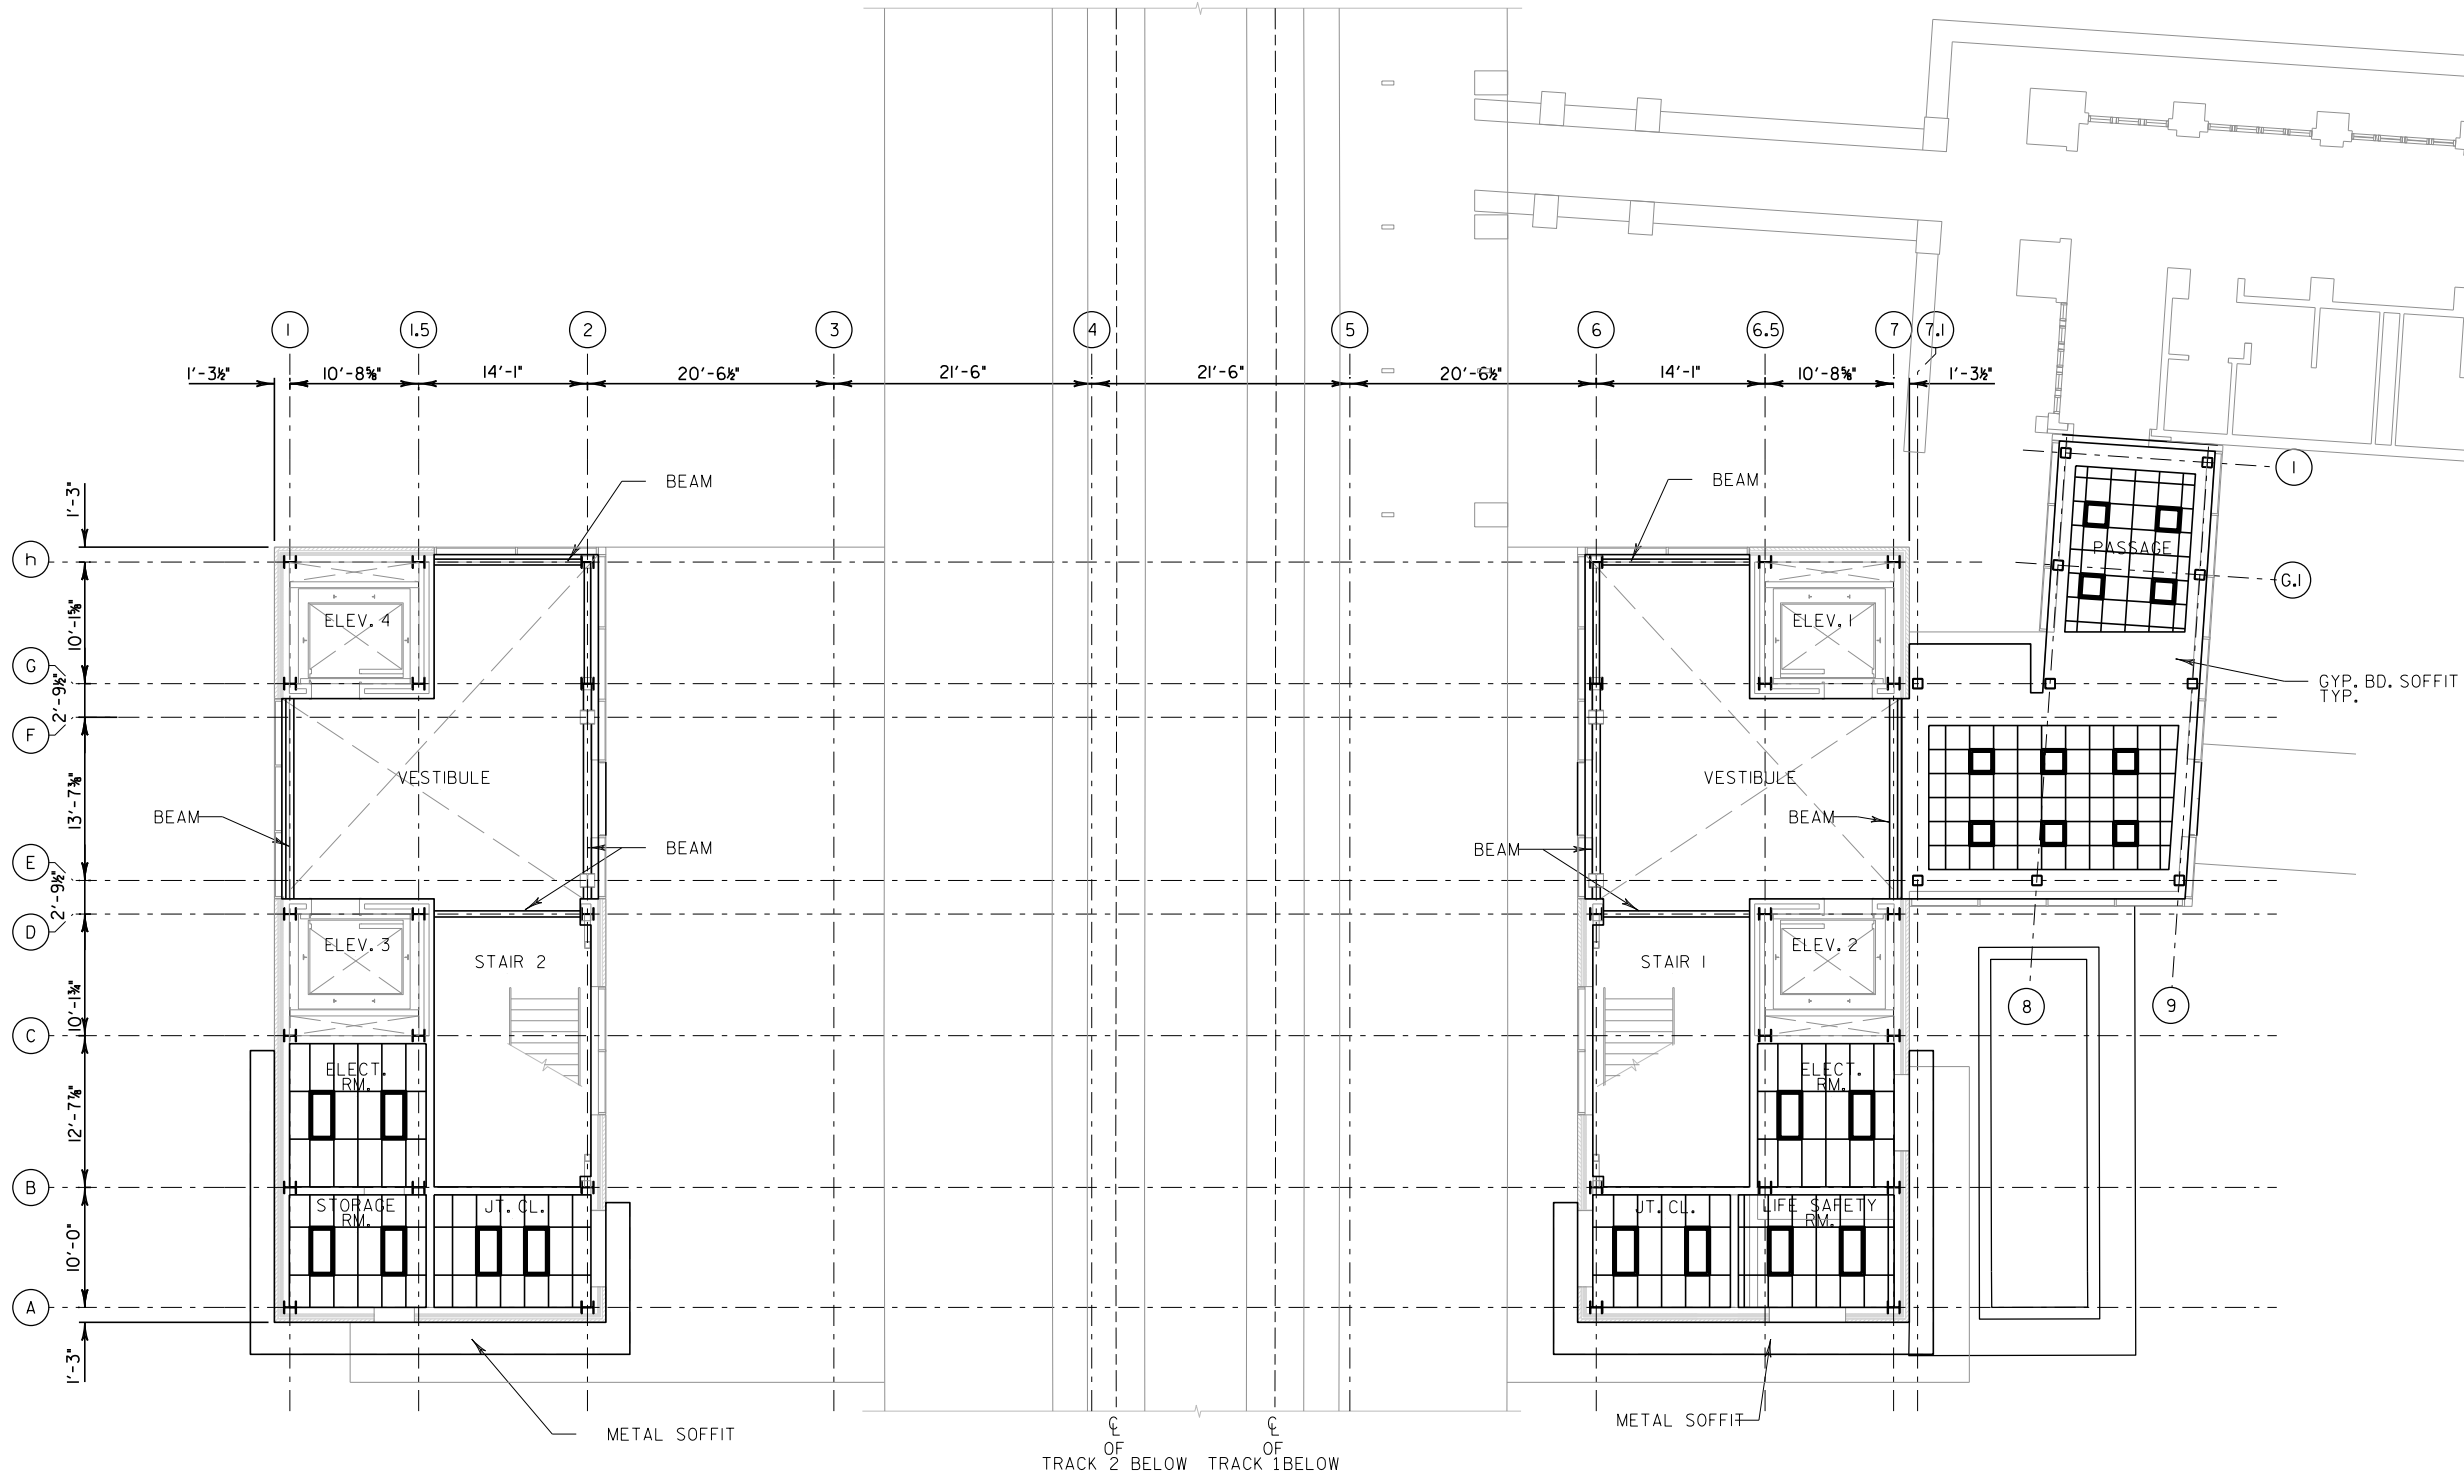 1
1.5
2
3
4
5
6
6.5
7
7.1
1'-3½"
10'-8⅝"
14'-1"
20'-6½"
21'-6"
21'-6"
20'-6½"
14'-1"
10'-8⅝"
1'-3½"
1'-3"
h
10'-1⅝"
G
2'-9½"
F
13'-7⅜"
E
2'-9½"
D
10'-1¾"
C
12'-7⅞"
B
10'-0"
A
1'-3"
BEAM
ELEV. 4
VESTIBULE
BEAM
BEAM
ELEV. 3
STAIR 2
ELECT.
RM.
STORAGE
RM.
JT. CL.
METAL SOFFIT
℄
OF
TRACK 2 BELOW
℄
OF
TRACK 1BELOW
BEAM
ELEV. 1
VESTIBULE
BEAM
BEAM
STAIR 1
ELEV. 2
ELECT.
RM.
JT. CL.
LIFE SAFETY
RM.
METAL SOFFIT
1
PASSAGE
G.1
GYP. BD. SOFFIT
TYP.
8
9